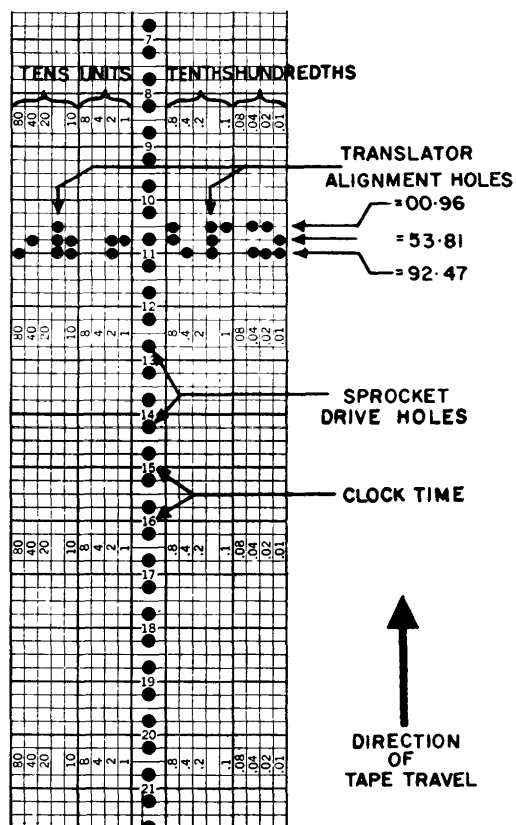 7
TENS UNITS TENTHS HUNDREDTHS
8
80 40 20 10 8 4 2 1 .8 .4 .2 .1 .08 .04 .02 .01
9
TRANSLATOR
ALIGNMENT HOLES
10
=00.96
=53.81
11
=92.47
12
80 40 20 10 8 4 2 1 .8 .4 .2 .1 .08 .04 .02 .01
13
SPROCKET
DRIVE HOLES
14
15
CLOCK TIME
16
80 40 20 10 8 4 2 1 .8 .4 .2 .1 .08 .04 .02 .01
17
18
19
20
DIRECTION
OF
TAPE TRAVEL
80 40 20 10 8 4 2 1 .8 .4 .2 .1 .08 .04 .02 .01
21